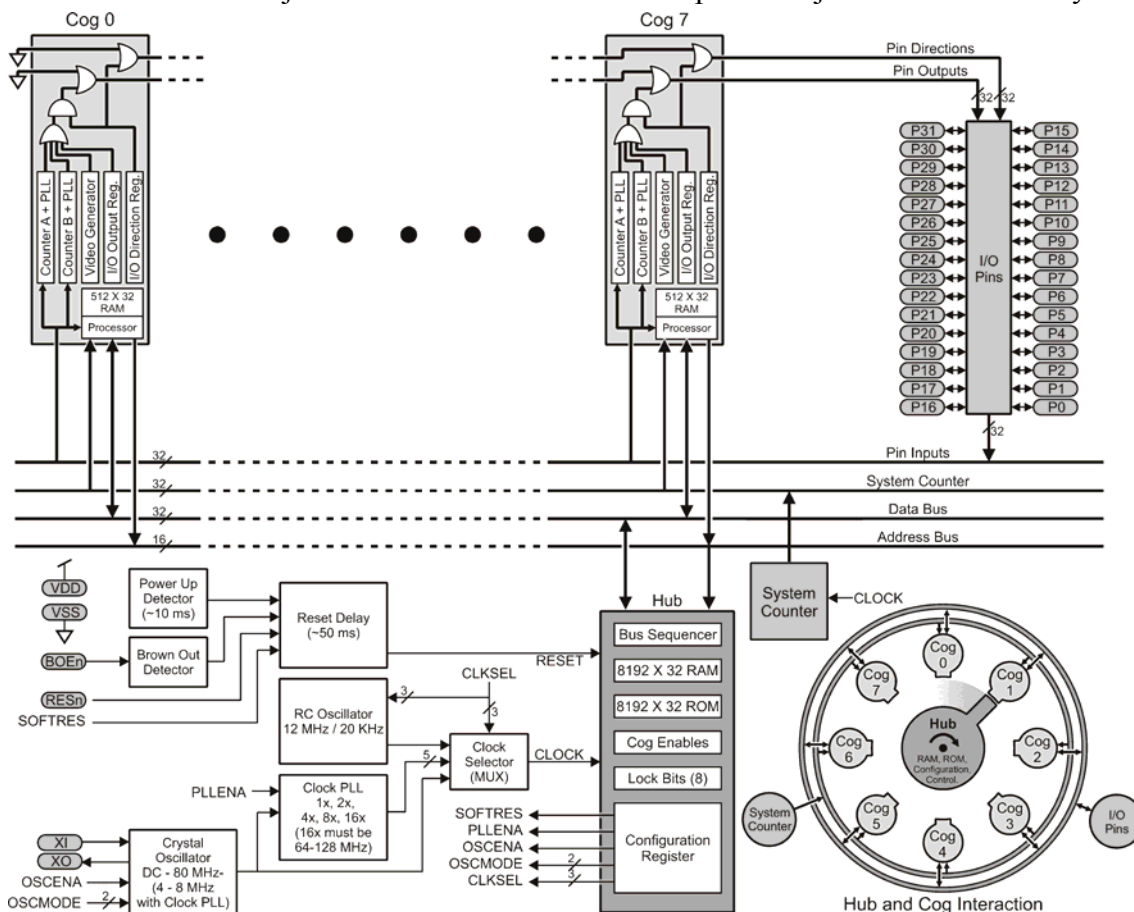 Cog 0
Cog 7
Pin Directions
Pin Outputs
32
32
Counter A + PLL
Counter B + PLL
Video Generator
I/O Output Reg.
I/O Direction Reg.
512 X 32
RAM
Processor
Counter A + PLL
Counter B + PLL
Video Generator
I/O Output Reg.
I/O Direction Reg.
512 X 32
RAM
Processor
P31
P30
P29
P28
P27
P26
P25
P24
P23
P22
P21
P20
P19
P18
P17
P16
I/O
Pins
P15
P14
P13
P12
P11
P10
P9
P8
P7
P6
P5
P4
P3
P2
P1
P0
32
32
Pin Inputs
32
System Counter
32
Data Bus
16
Address Bus
VDD
VSS
BOEn
RESn
SOFTRES
Power Up
Detector
(~10 ms)
Brown Out
Detector
Reset Delay
(~50 ms)
RESET
CLKSEL
3
3
RC Oscillator
12 MHz / 20 KHz
5
Clock
Selector
(MUX)
CLOCK
PLLENA
Clock PLL
1x, 2x,
4x, 8x, 16x
(16x must be
64-128 MHz)
XI
XO
OSCENA
OSCMODE
2
Crystal
Oscillator
DC - 80 MHz-
(4 - 8 MHz
with Clock PLL)
Hub
Bus Sequencer
8192 X 32 RAM
8192 X 32 ROM
Cog Enables
Lock Bits (8)
Configuration
Register
SOFTRES
PLLENA
OSCENA
OSCMODE
2
CLKSEL
3
System
Counter
CLOCK
Cog
0
Cog
1
Cog
2
Cog
3
Cog
4
Cog
5
Cog
6
Cog
7
Hub
RAM, ROM,
Configuration,
Control.
System
Counter
I/O
Pins
Hub and Cog Interaction